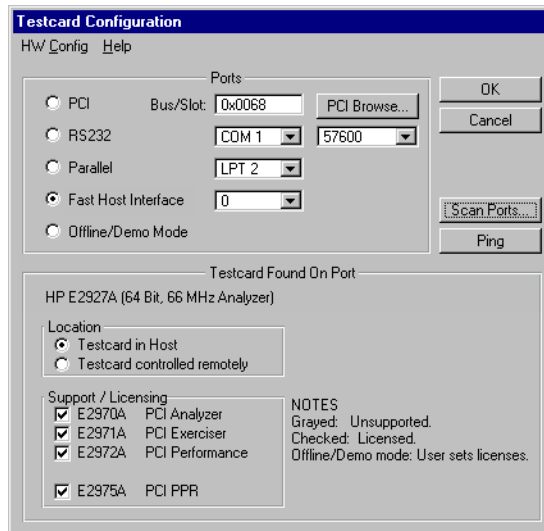 Testcard Configuration
HW Config Help
Ports
PCI Bus/Slot: 0x0068 PCI Browse...
RS232 COM 1 57600
Parallel LPT 2
Fast Host Interface 0
Offline/Demo Mode
OK
Cancel
Scan Ports...
Ping
Testcard Found On Port
HP E2927A (64 Bit, 66 MHz Analyzer)
Location
Testcard in Host
Testcard controlled remotely
Support / Licensing
E2970A PCI Analyzer
E2971A PCI Exerciser
E2972A PCI Performance
E2975A PCI PPR
NOTES
Grayed: Unsupported.
Checked: Licensed.
Offline/Demo mode: User sets licenses.